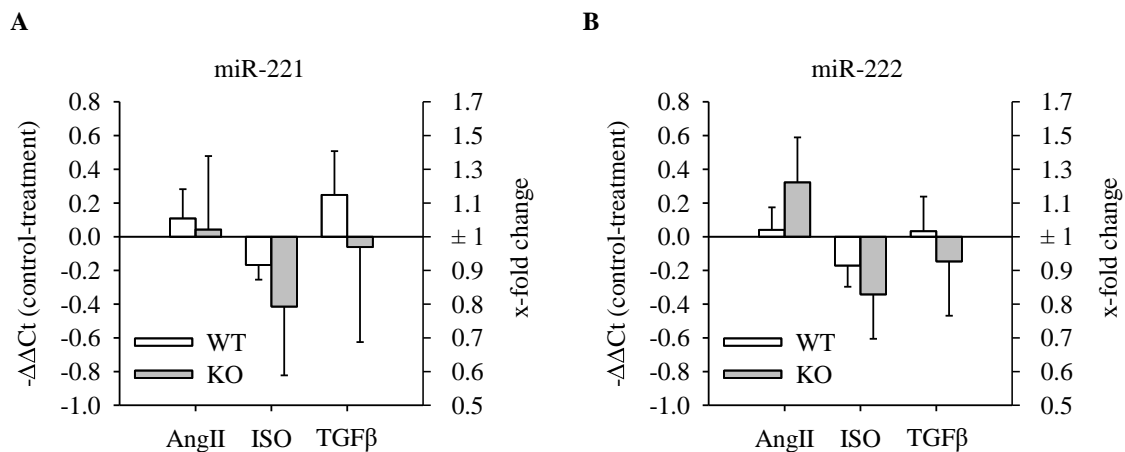 A
miR-221
-ΔΔCt (control-treatment)
0.8
0.6
0.4
0.2
0.0
-0.2
-0.4
-0.6
-0.8
-1.0
1.7
1.5
1.3
1.1
± 1
0.9
0.8
0.7
0.6
0.5
x-fold change
WT
KO
AngII ISO TGFβ
B
miR-222
-ΔΔCt (control-treatment)
0.8
0.6
0.4
0.2
0.0
-0.2
-0.4
-0.6
-0.8
-1.0
1.7
1.5
1.3
1.1
± 1
0.9
0.8
0.7
0.6
0.5
x-fold change
WT
KO
AngII ISO TGFβ